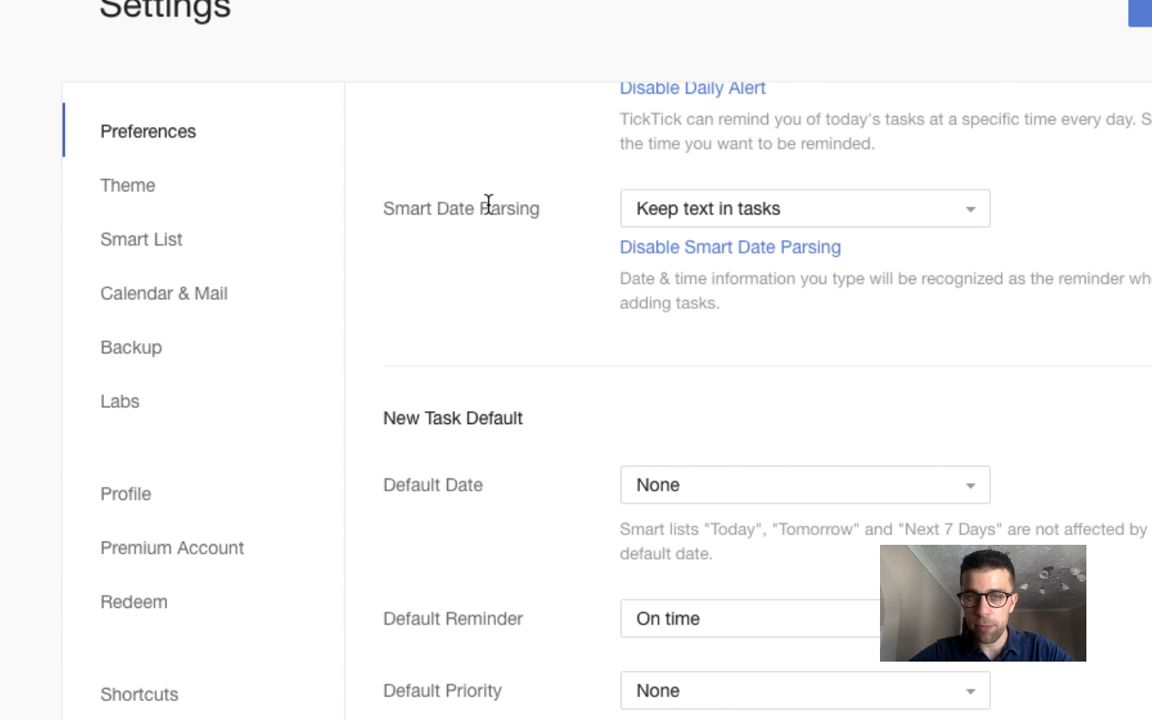 Settings
Preferences
Theme
Smart List
Calendar & Mail
Backup
Labs
Profile
Premium Account
Redeem
Shortcuts
Disable Daily Alert
TickTick can remind you of today's tasks at a specific time every day. S
the time you want to be reminded.
Smart Date Parsing
Keep text in tasks
Disable Smart Date Parsing
Date & time information you type will be recognized as the reminder wh
adding tasks.
New Task Default
Default Date
None
Smart lists "Today", "Tomorrow" and "Next 7 Days" are not affected by
default date.
Default Reminder
On time
Default Priority
None